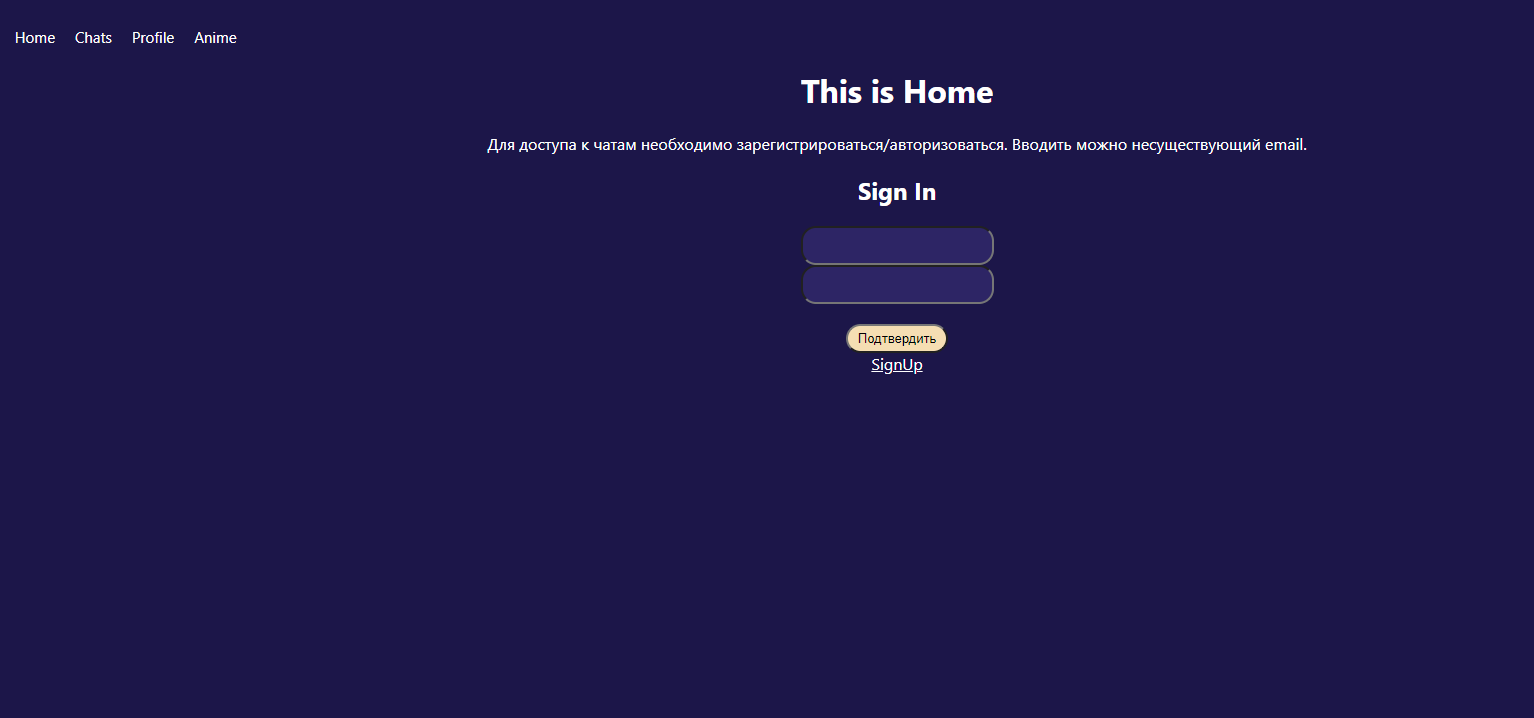 Home Chats Profile Anime
This is Home
Для доступа к чатам необходимо зарегистрироваться/авторизоваться. Вводить можно несуществующий email.
Sign In
Подтвердить
SignUp